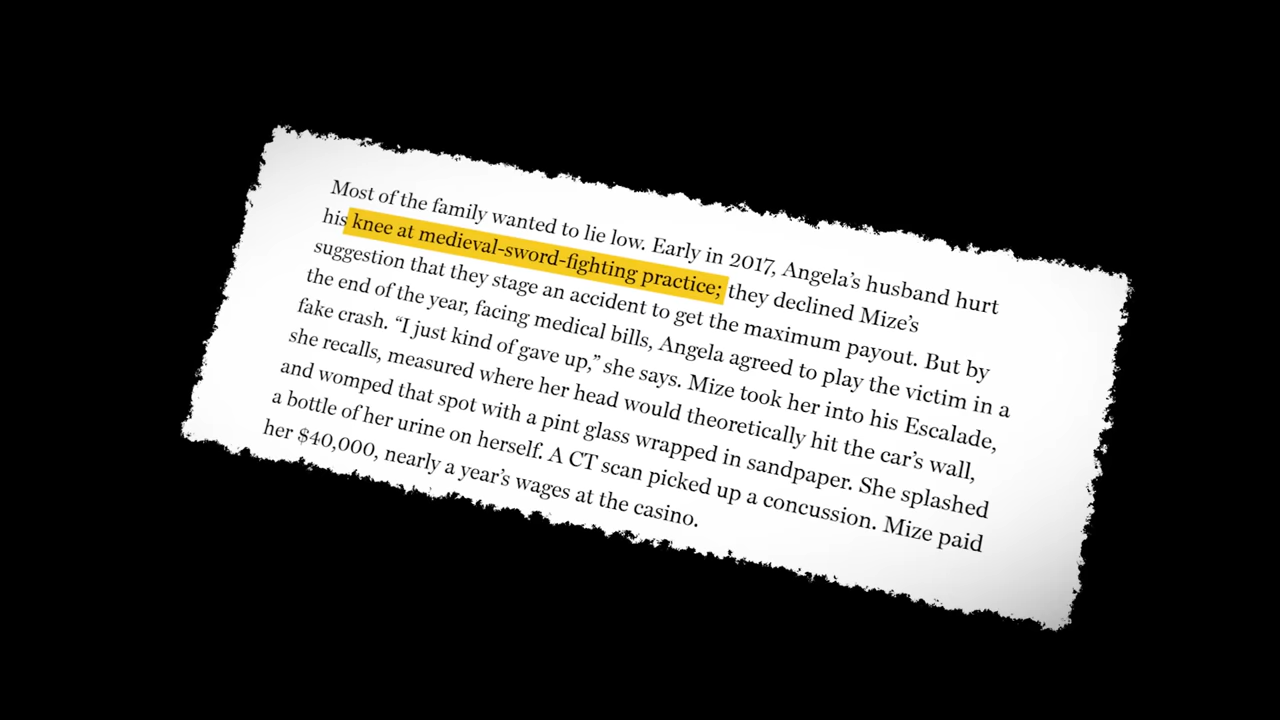 Most of the family wanted to lie low. Early in 2017, Angela’s husband hurt
his knee at medieval-sword-fighting practice; they declined Mize’s
suggestion that they stage an accident to get the maximum payout. But by
the end of the year, facing medical bills, Angela agreed to play the victim in a
fake crash. “I just kind of gave up,” she says. Mize took her into his Escalade,
she recalls, measured where her head would theoretically hit the car’s wall,
and womped that spot with a pint glass wrapped in sandpaper. She splashed
a bottle of her urine on herself. A CT scan picked up a concussion. Mize paid
her $40,000, nearly a year’s wages at the casino.